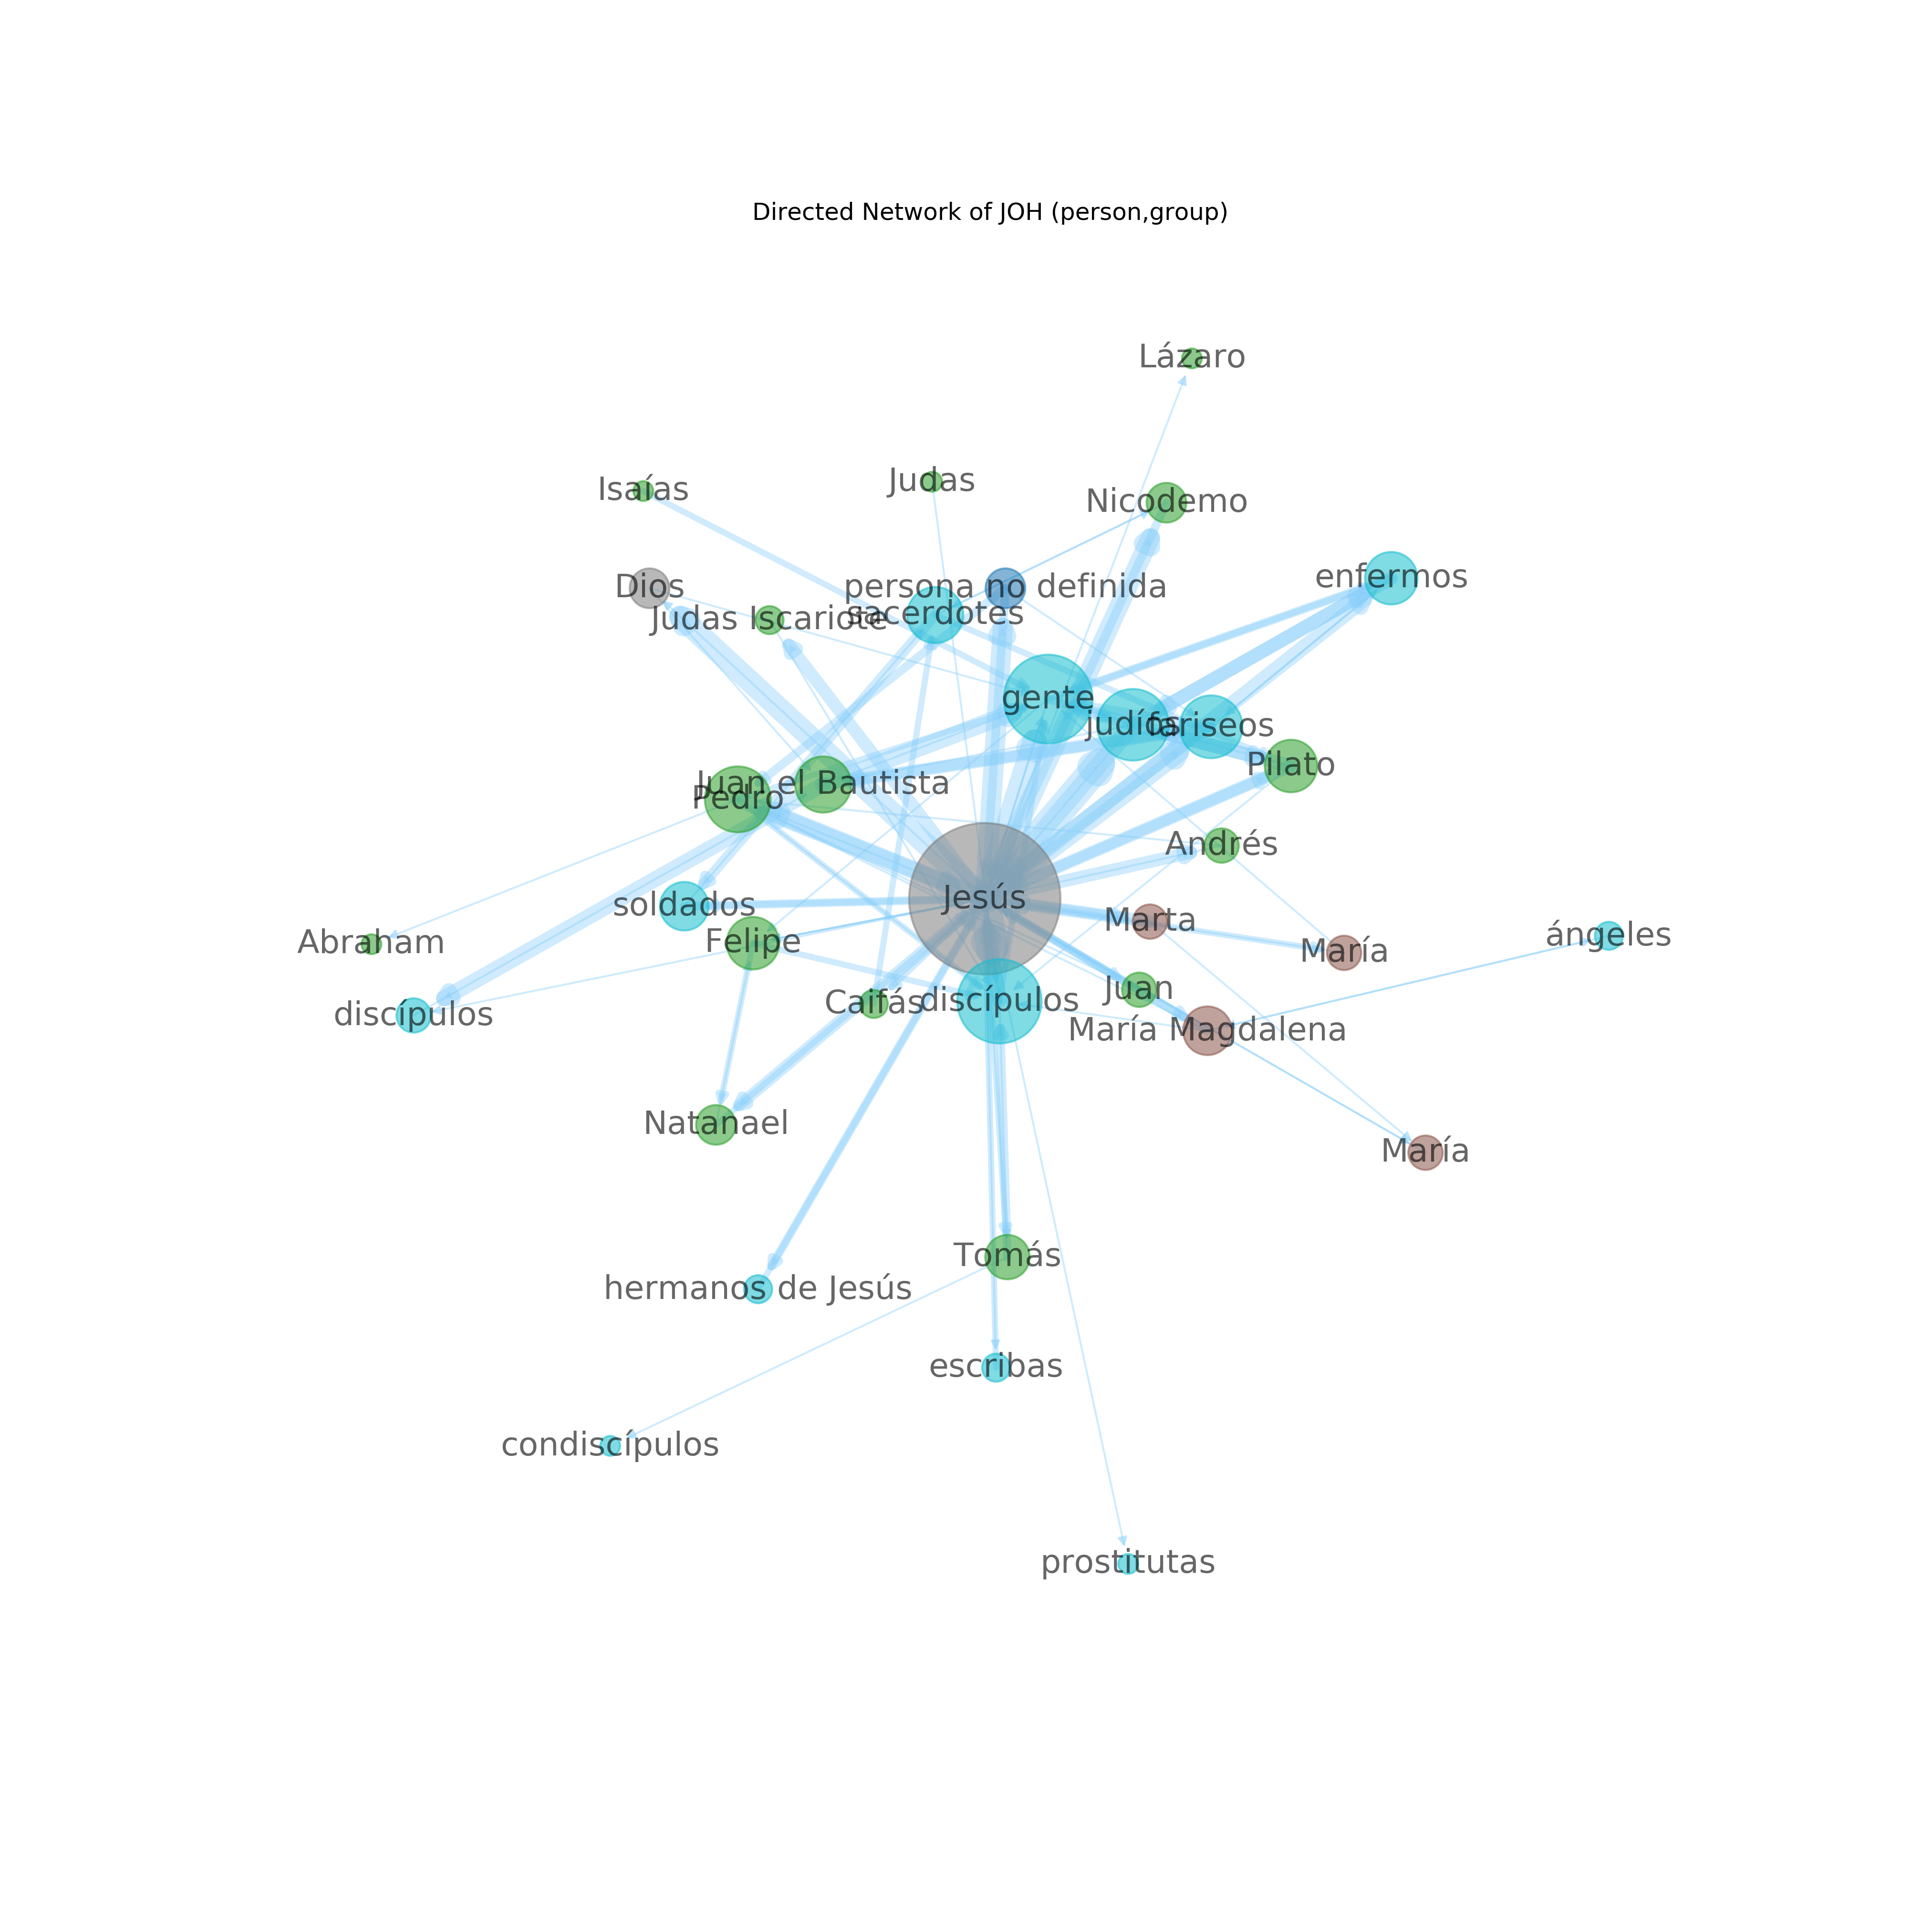 Directed Network of JOH (person,group)
Lázaro
Isaías
Judas
Nicodemo
Dios
persona no definida
enfermos
Judas Iscariote
sacerdotes
gente
judíos
fariseos
Pilato
Juan el Bautista
Pedro
Andrés
Jesús
soldados
Marta
Felipe
María
ángeles
Abraham
Juan
Caifás
discípulos
discípulos
María Magdalena
Natanael
María
Tomás
hermanos de Jesús
escribas
condiscípulos
prostitutas